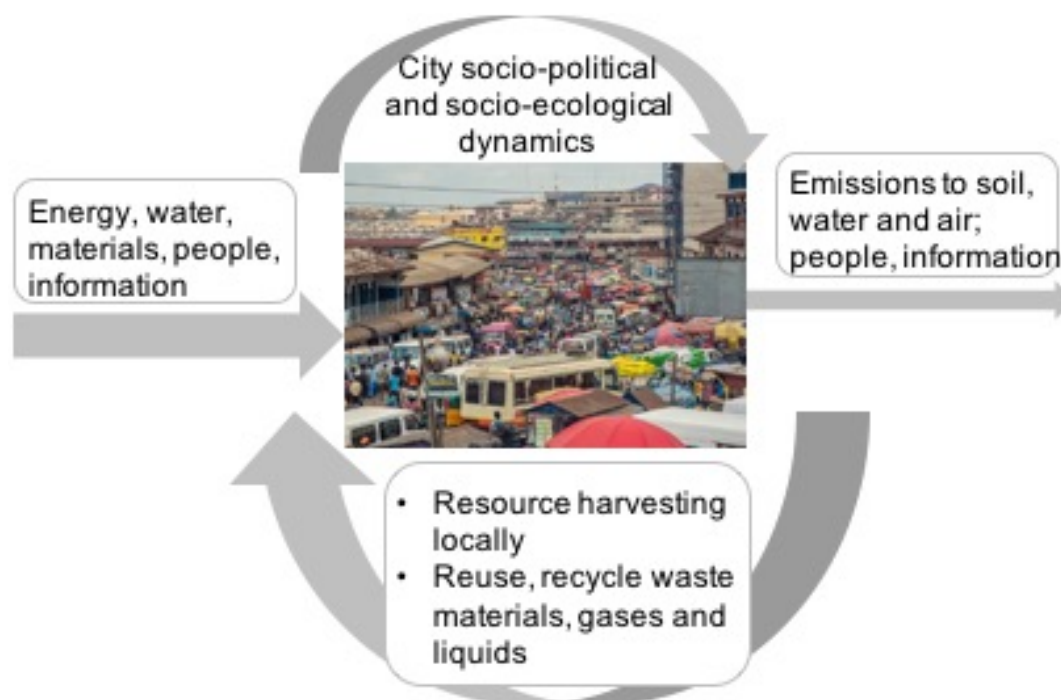 City socio-political
and socio-ecological
dynamics
Energy, water,
materials, people,
information
Emissions to soil,
water and air;
people, information
• Resource harvesting
locally
• Reuse, recycle waste
materials, gases and
liquids